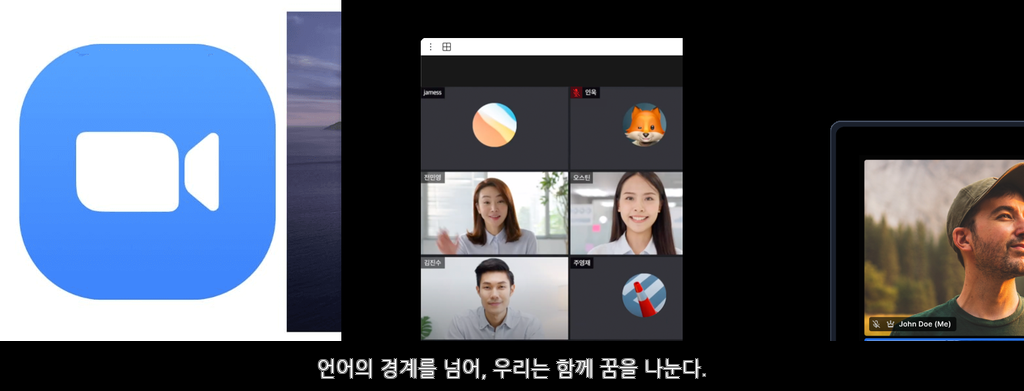 jamess
민욱
전민영
오스틴
김진수
주영재
John Doe (Me)
언어의 경계를 넘어, 우리는 함께 꿈을 나눈다.